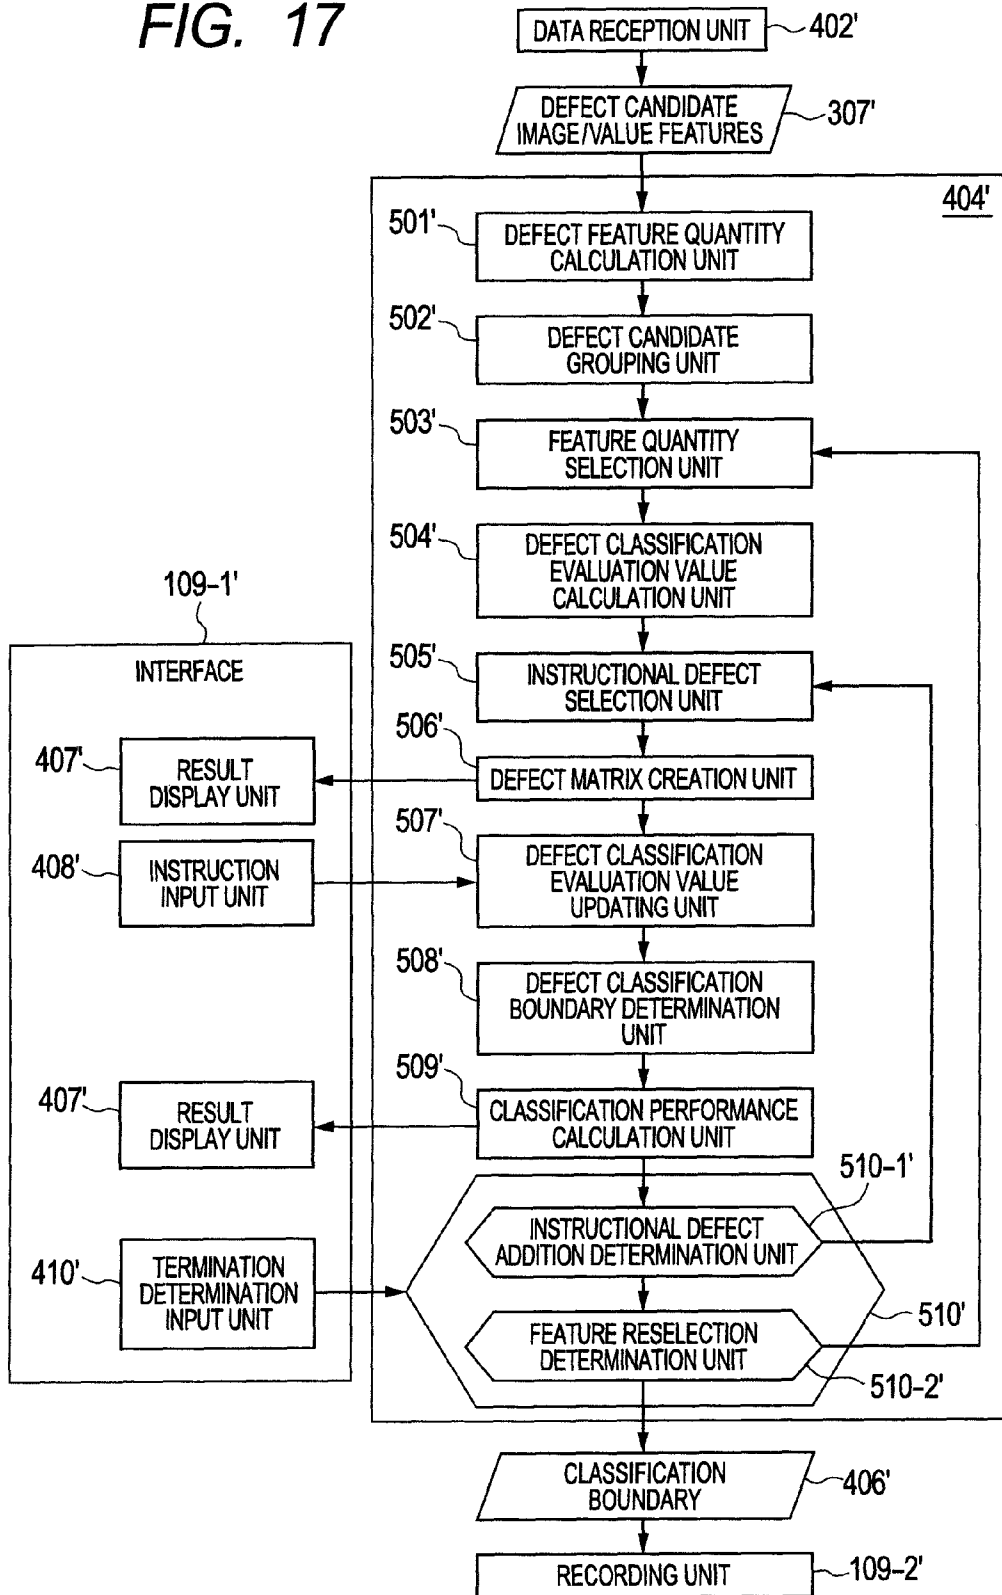 FIG. 17
DATA RECEPTION UNIT
402'
DEFECT CANDIDATE
IMAGE/VALUE FEATURES
307'
404'
501'
DEFECT FEATURE QUANTITY
CALCULATION UNIT
502'
DEFECT CANDIDATE
GROUPING UNIT
503'
FEATURE QUANTITY
SELECTION UNIT
504'
DEFECT CLASSIFICATION
EVALUATION VALUE
CALCULATION UNIT
109-1'
INTERFACE
505'
INSTRUCTIONAL DEFECT
SELECTION UNIT
506'
DEFECT MATRIX CREATION UNIT
407'
RESULT
DISPLAY UNIT
507'
DEFECT CLASSIFICATION
EVALUATION VALUE
UPDATING UNIT
408'
INSTRUCTION
INPUT UNIT
508'
DEFECT CLASSIFICATION
BOUNDARY DETERMINATION
UNIT
509'
CLASSIFICATION PERFORMANCE
CALCULATION UNIT
407'
RESULT
DISPLAY UNIT
510-1'
INSTRUCTIONAL DEFECT
ADDITION DETERMINATION UNIT
410'
TERMINATION
DETERMINATION
INPUT UNIT
510'
FEATURE RESELECTION
DETERMINATION UNIT
510-2'
CLASSIFICATION
BOUNDARY
406'
RECORDING UNIT
109-2'